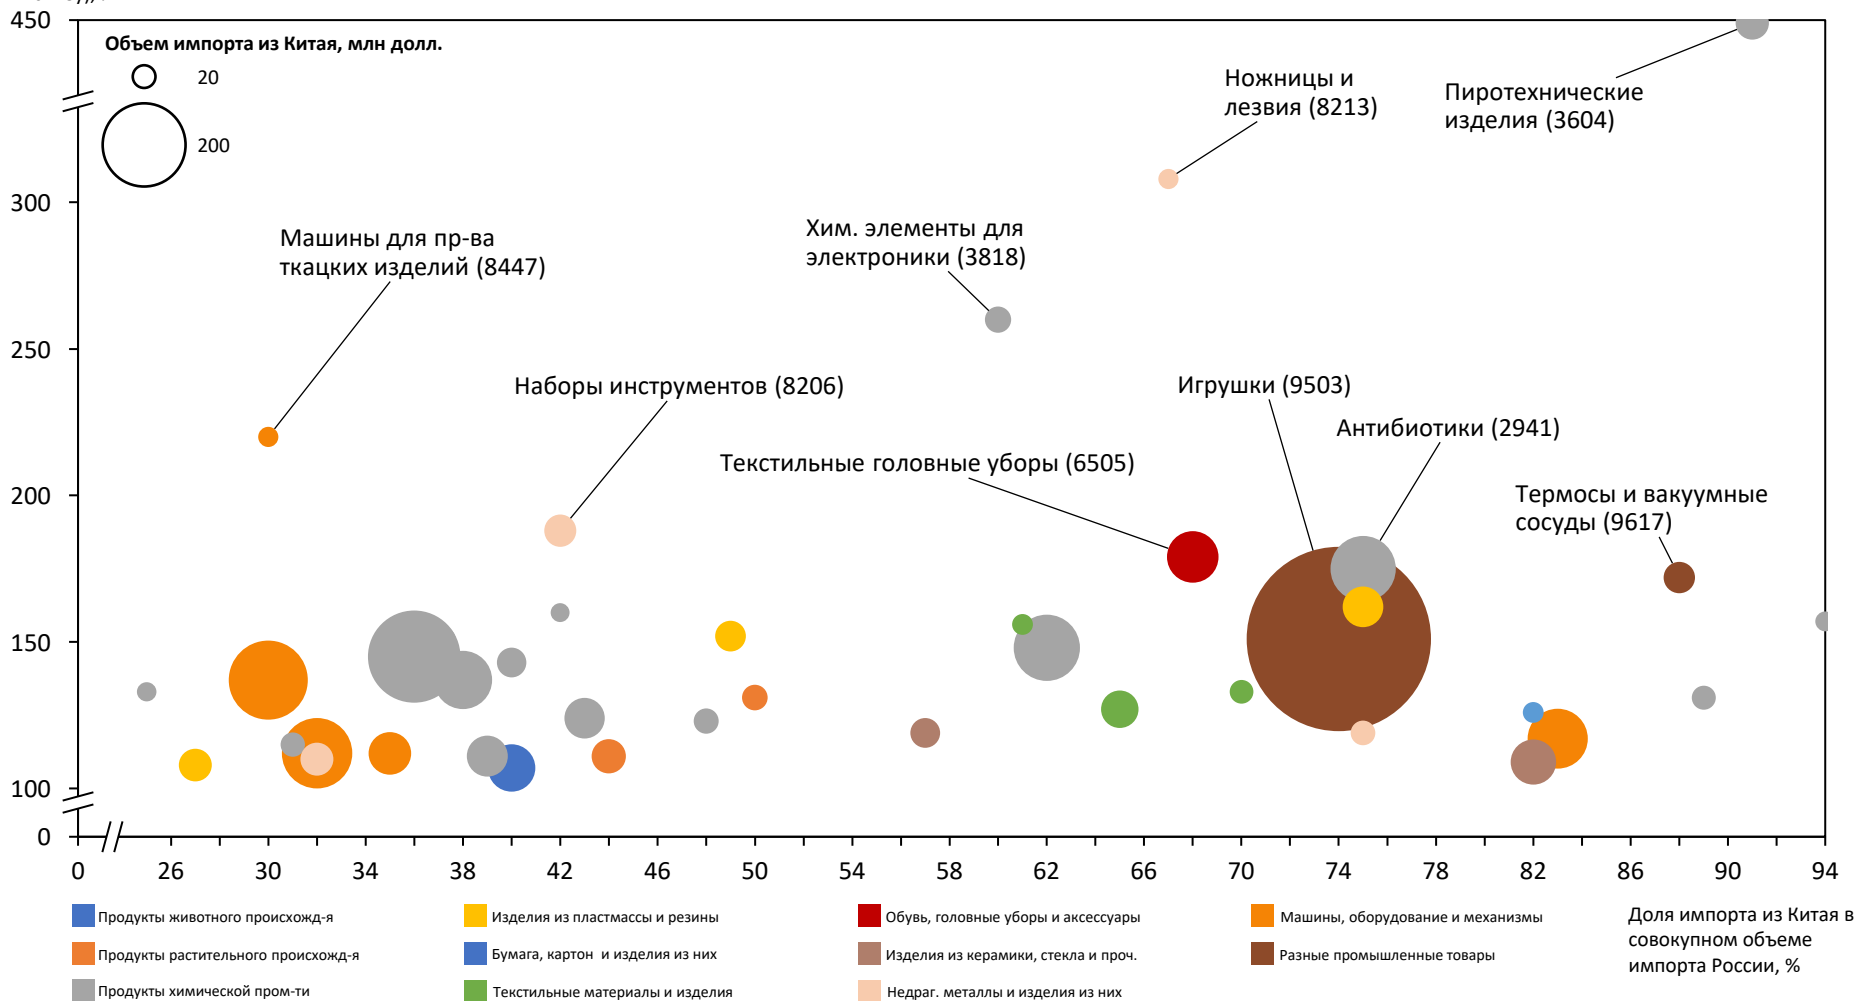 450
Объем импорта из Китая, млн долл.
20
200
Ножницы и
лезвия (8213)
Пиротехнические
изделия (3604)
300
Машины для пр-ва
ткацких изделий (8447)
Хим. элементы для
электроники (3818)
250
Наборы инструментов (8206)
Игрушки (9503)
Антибиотики (2941)
Текстильные головные уборы (6505)
200
Термосы и вакуумные
сосуды (9617)
150
100
0
0 26 30 34 38 42 46 50 54 58 62 66 70 74 78 82 86 90 94
Продукты животного происхожд-я
Изделия из пластмассы и резины
Обувь, головные уборы и аксессуары
Машины, оборудование и механизмы
Продукты растительного происхожд-я
Бумага, картон и изделия из них
Изделия из керамики, стекла и проч.
Разные промышленные товары
Продукты химической пром-ти
Текстильные материалы и изделия
Недраг. металлы и изделия из них
Доля импорта из Китая в
совокупном объеме
импорта России, %